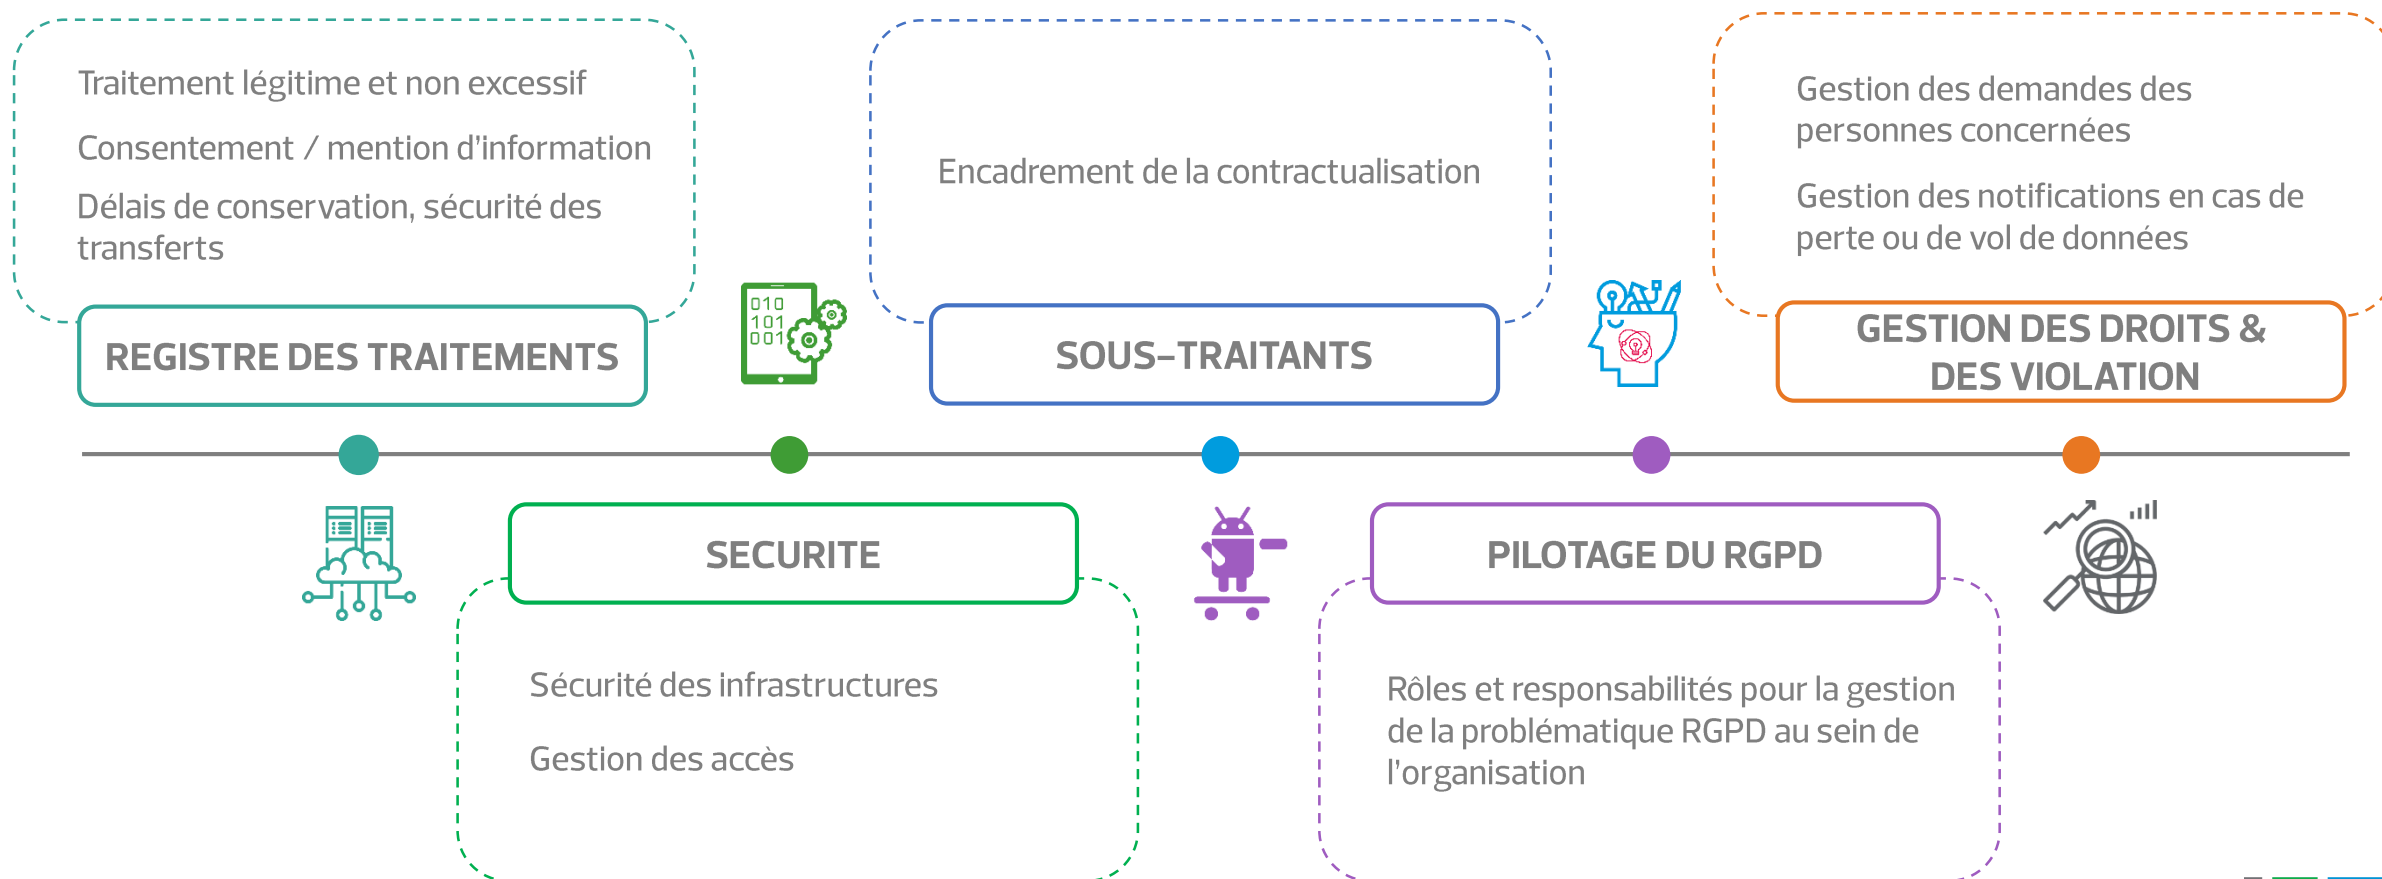 Traitement légitime et non excessif
Consentement / mention d'information
Délais de conservation, sécurité des
transferts
REGISTRE DES TRAITEMENTS
010
101
001
Encadrement de la contractualisation
SOUS-TRAITANTS
Gestion des demandes des
personnes concernées
Gestion des notifications en cas de
perte ou de vol de données
GESTION DES DROITS &
DES VIOLATION
SECURITE
Sécurité des infrastructures
Gestion des accès
PILOTAGE DU RGPD
Rôles et responsabilités pour la gestion
de la problématique RGPD au sein de
l'organisation